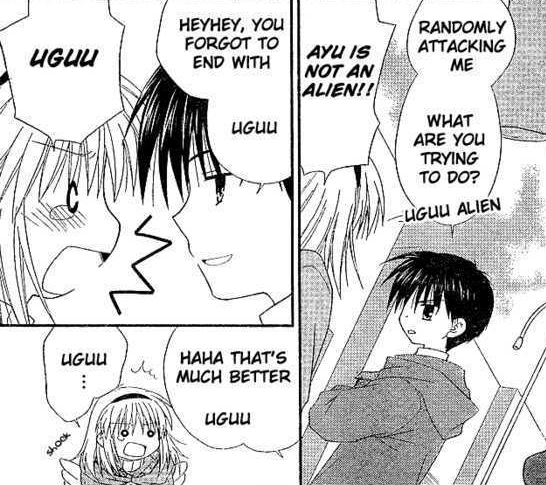 RANDOMLY
ATTACKING
ME
WHAT
ARE YOU
TRYING
TO DO?
UGUU ALIEN
AYU IS
NOT AN
ALIEN!!
HEYHEY, YOU
FORGOT TO
END WITH
UGUU
UGUU
HAHA THAT'S
MUCH BETTER
UGUU
UGUU
...
shock